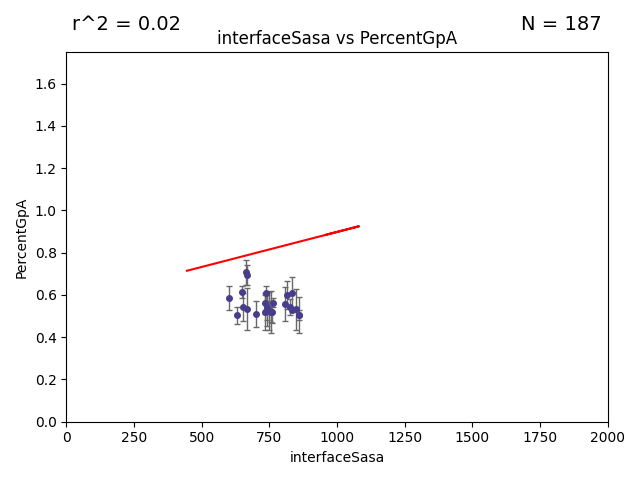 r^2 = 0.02
N = 187
interfaceSasa vs PercentGpA
PercentGpA
1.6
1.4
1.2
1.0
0.8
0.6
0.4
0.2
0.0
0 250 500 750 1000 1250 1500 1750 2000
interfaceSasa